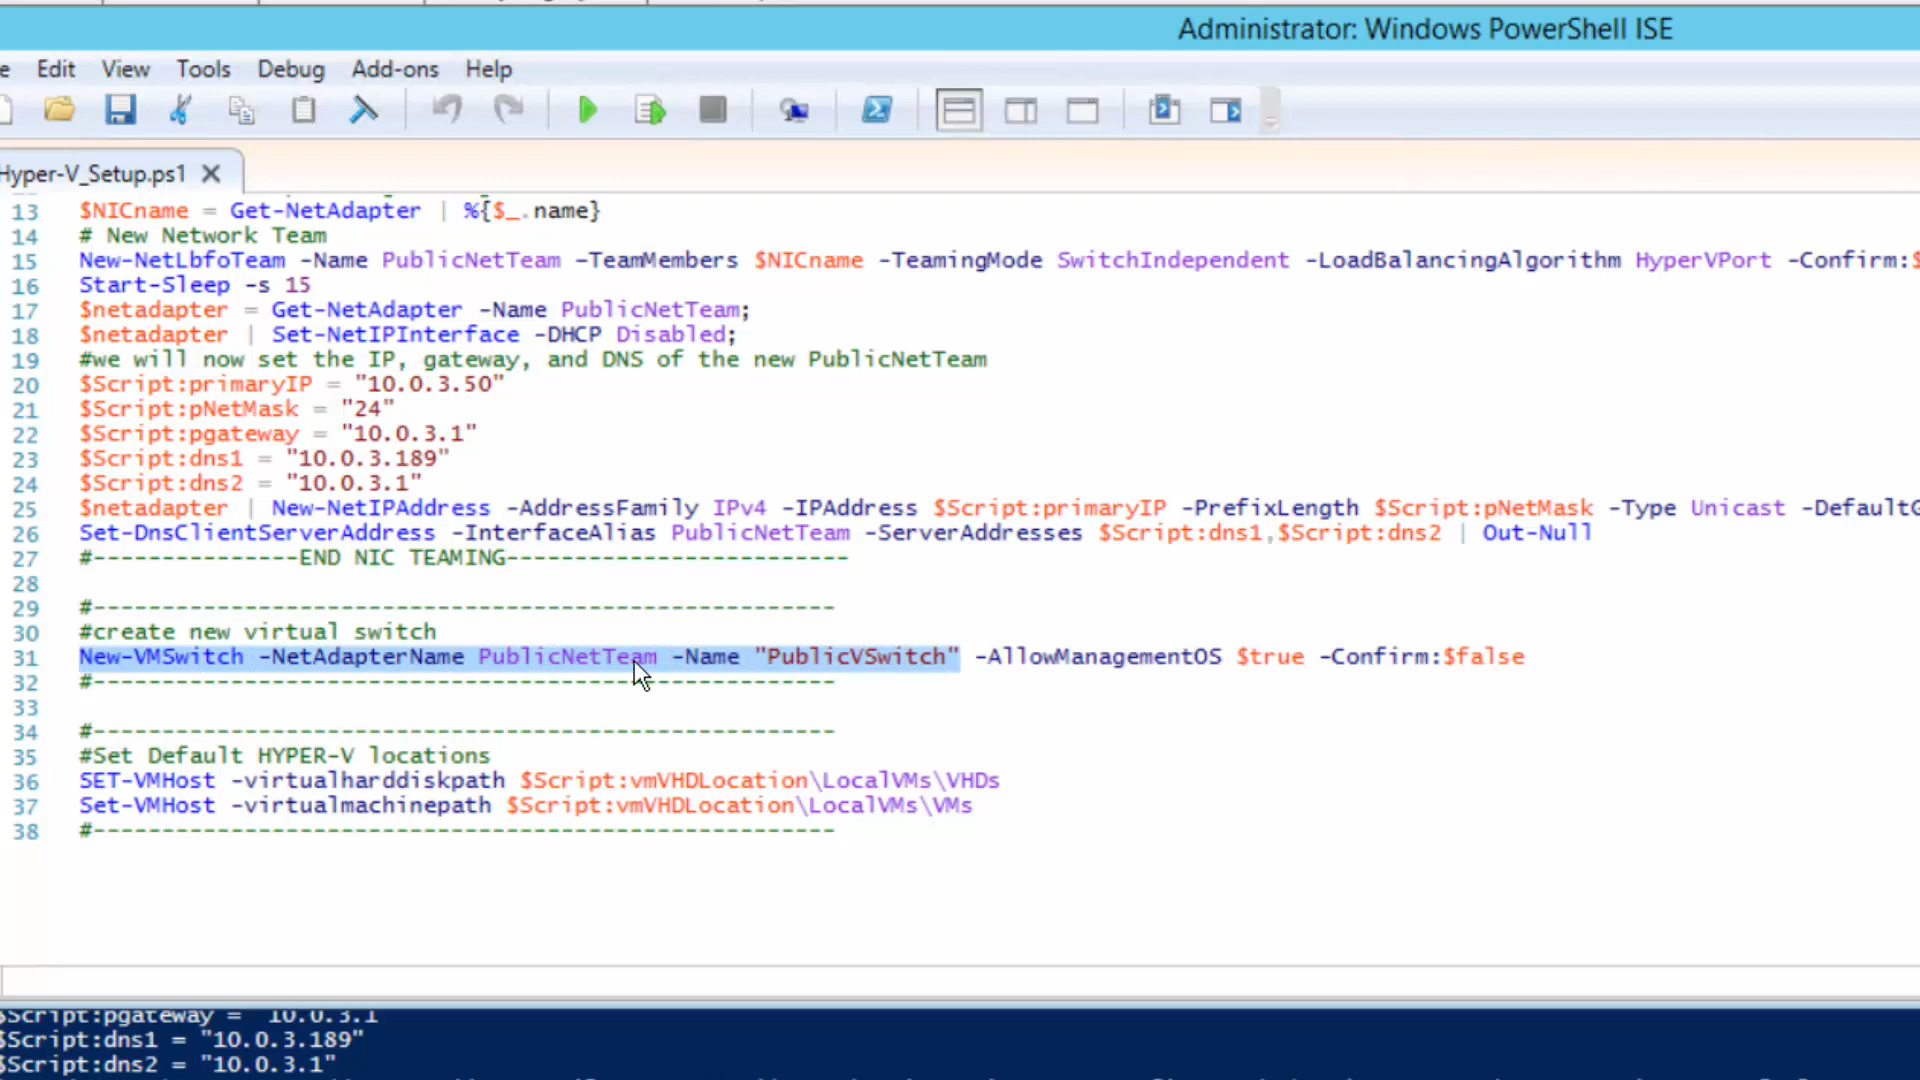 Administrator: Windows PowerShell ISE
e Edit View Tools Debug Add-ons Help
Hyper-V_Setup.ps1
13 $NICname = Get-NetAdapter | %{$_.name}
14 # New Network Team
15 New-NetLbfoTeam -Name PublicNetTeam -TeamMembers $NICname -TeamingMode SwitchIndependent -LoadBalancingAlgorithm HyperVPort -Confirm:$
16 Start-Sleep -s 15
17 $netadapter = Get-NetAdapter -Name PublicNetTeam;
18 $netadapter | Set-NetIPInterface -DHCP Disabled;
19 #we will now set the IP, gateway, and DNS of the new PublicNetTeam
20 $Script:primaryIP = "10.0.3.50"
21 $Script:pNetMask = "24"
22 $Script:pgateway = "10.0.3.1"
23 $Script:dns1 = "10.0.3.189"
24 $Script:dns2 = "10.0.3.1"
25 $netadapter | New-NetIPAddress -AddressFamily IPv4 -IPAddress $Script:primaryIP -PrefixLength $Script:pNetMask -Type Unicast -DefaultG
26 Set-DnsClientServerAddress -InterfaceAlias PublicNetTeam -ServerAddresses $Script:dns1,$Script:dns2 | Out-Null
27 #---------------END NIC TEAMING-------------------------
28
29 #------------------------------------------------------
30 #create new virtual switch
31 New-VMSwitch -NetAdapterName PublicNetTeam -Name "PublicVSwitch" -AllowManagementOS $true -Confirm:$false
32 #------------------------------------------------------
33
34 #------------------------------------------------------
35 #Set Default HYPER-V locations
36 SET-VMHost -virtualharddiskpath $Script:vmVHDLocation\LocalVMs\VHDs
37 Set-VMHost -virtualmachinepath $Script:vmVHDLocation\LocalVMs\VMs
38 #------------------------------------------------------
$Script:pgateway = 10.0.3.1
$Script:dns1 = "10.0.3.189"
$Script:dns2 = "10.0.3.1"